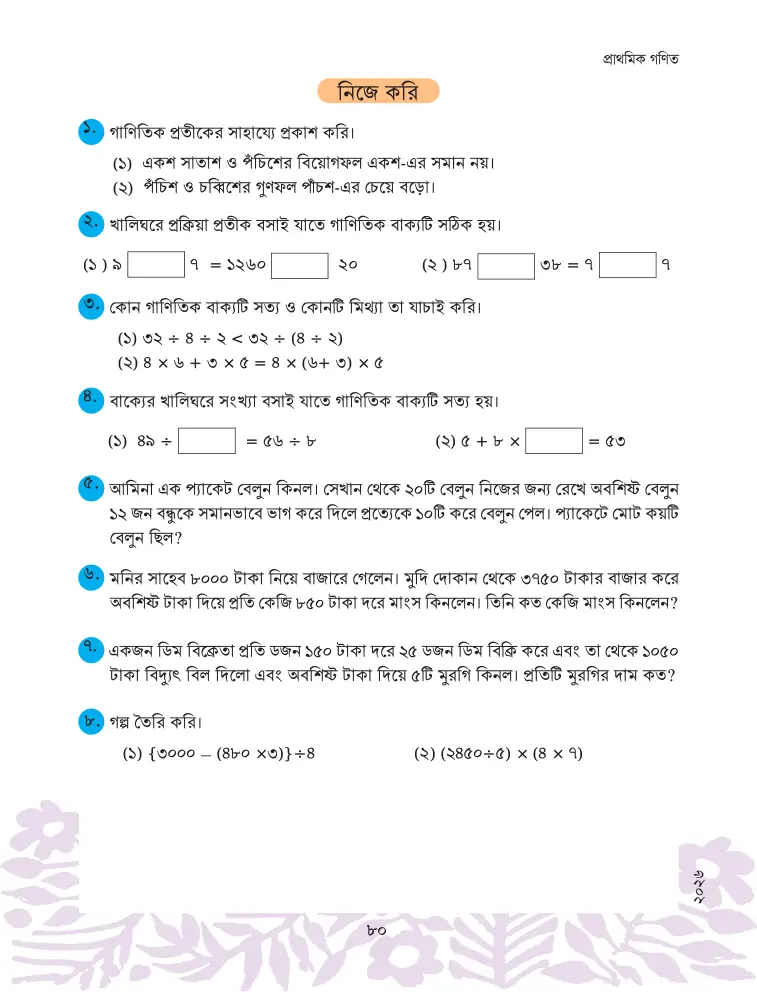 প্রাথমিক গণিত
নিজে করি
১. গাণিতিক প্রতীকের সাহায্যে প্রকাশ করি।
(১) একশ সাতাশ ও পঁচিশের বিয়োগফল একশ-এর সমান নয়।
(২) পঁচিশ ও চব্বিশের গুণফল পাঁচশ-এর চেয়ে বড়ো।
২. খালিঘরে প্রক্রিয়া প্রতীক বসাই যাতে গাণিতিক বাক্যটি সঠিক হয়।
(১ ) ৯ ৭ = ১২৬০ ২০ (২ ) ৮৭ ৩৮ = ৭ ৭
৩. কোন গাণিতিক বাক্যটি সত্য ও কোনটি মিথ্যা তা যাচাই করি।
(১) ৩২ ÷ ৪ ÷ ২ < ৩২ ÷ (৪ ÷ ২)
(২) ৪ × ৬ + ৩ × ৫ = ৪ × (৬+ ৩) × ৫
৪. বাক্যের খালিঘরে সংখ্যা বসাই যাতে গাণিতিক বাক্যটি সত্য হয়।
(১) ৪৯ ÷ = ৫৬ ÷ ৮ (২) ৫ + ৮ × = ৫৩
৫. আমিনা এক প্যাকেট বেলুন কিনল। সেখান থেকে ২০টি বেলুন নিজের জন্য রেখে অবশিষ্ট বেলুন
১২ জন বন্ধুকে সমানভাবে ভাগ করে দিলে প্রত্যেকে ১০টি করে বেলুন পেল। প্যাকেটে মোট কয়টি
বেলুন ছিল?
৬. মনির সাহেব ৮০০০ টাকা নিয়ে বাজারে গেলেন। মুদি দোকান থেকে ৩৭৫০ টাকার বাজার করে
অবশিষ্ট টাকা দিয়ে প্রতি কেজি ৮৫০ টাকা দরে মাংস কিনলেন। তিনি কত কেজি মাংস কিনলেন?
৭. একজন ডিম বিক্রেতা প্রতি ডজন ১৫০ টাকা দরে ২৫ ডজন ডিম বিক্রি করে এবং তা থেকে ১০৫০
টাকা বিদ্যুৎ বিল দিলো এবং অবশিষ্ট টাকা দিয়ে ৫টি মুরগি কিনল। প্রতিটি মুরগির দাম কত?
৮. গল্প তৈরি করি।
(১) {৩০০০ – (৪৮০ ×৩)}÷৪ (২) (২৪৫০÷৫) × (৪ × ৭)
২০২৬
৮০